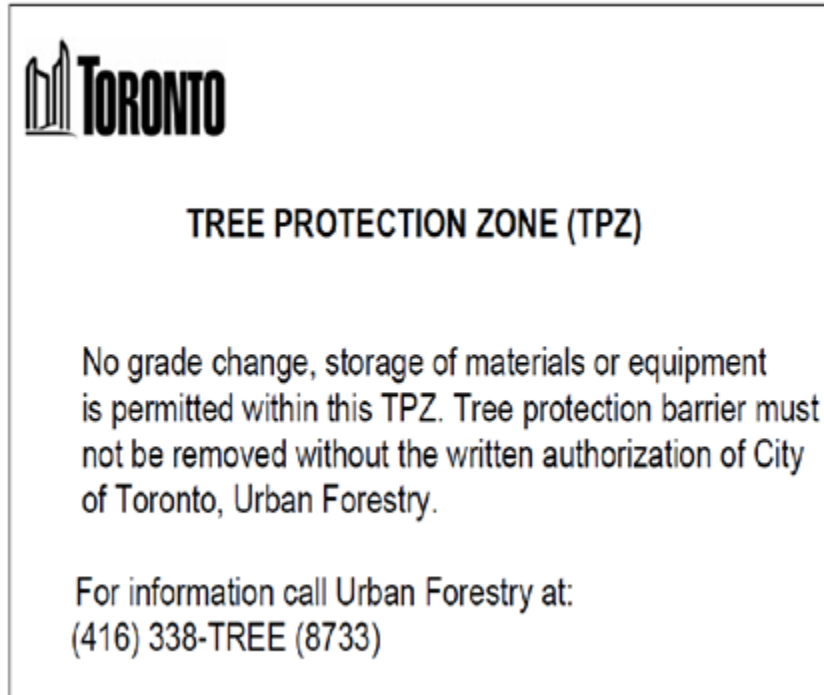 TORONTO
TREE PROTECTION ZONE (TPZ)
No grade change, storage of materials or equipment
is permitted within this TPZ. Tree protection barrier must
not be removed without the written authorization of City
of Toronto, Urban Forestry.
For information call Urban Forestry at:
(416) 338-TREE (8733)